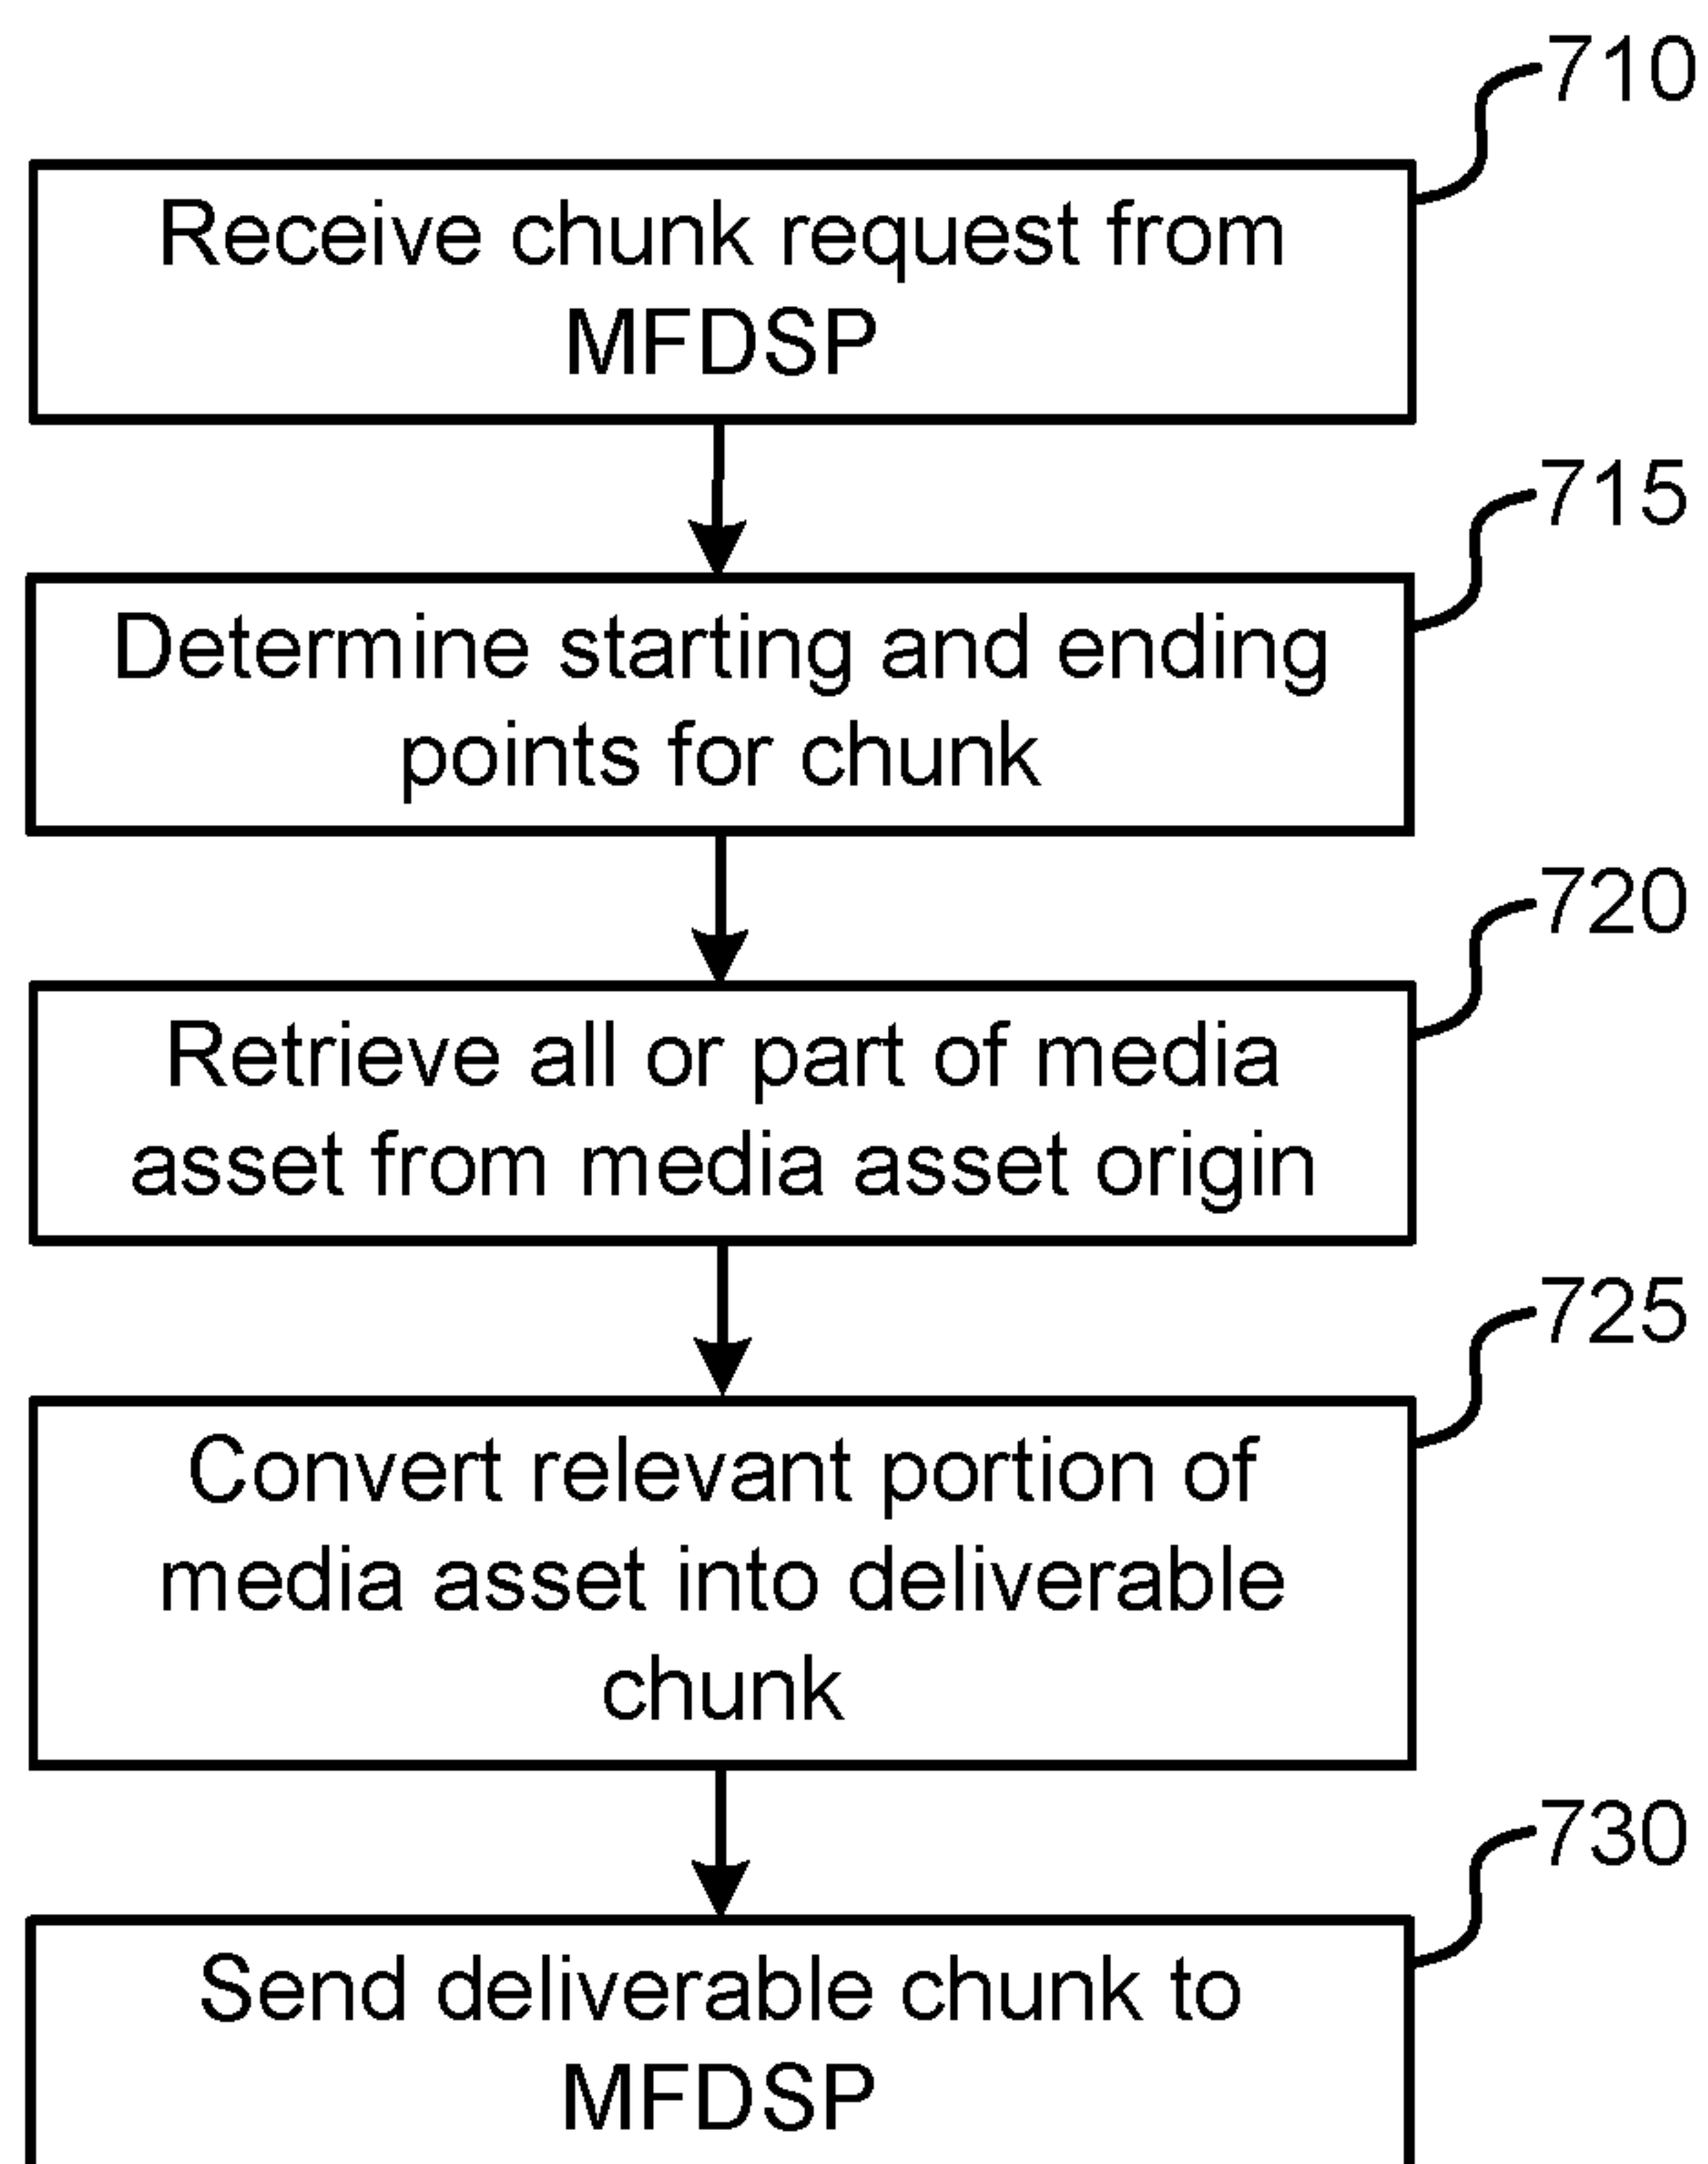 710
Receive chunk request from
MFDSP
715
Determine starting and ending
points for chunk
720
Retrieve all or part of media
asset from media asset origin
725
Convert relevant portion of
media asset into deliverable
chunk
730
Send deliverable chunk to
MFDSP